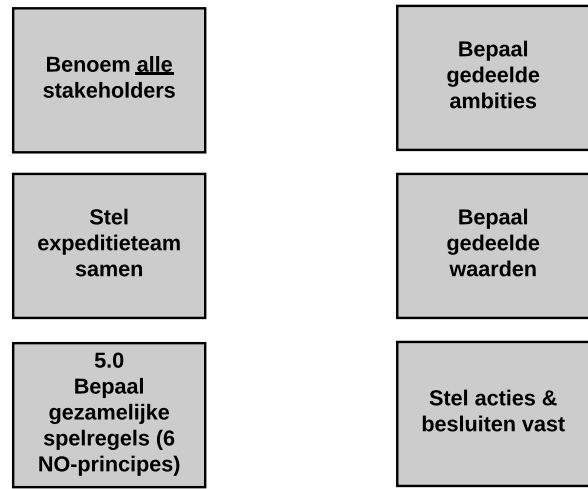 Benoem alle
stakeholders
Stel
expeditieteam
samen
5.0
Bepaal
gezamelijke
spelregels (6
NO-principes)
Bepaal
gedeelde
ambities
Bepaal
gedeelde
waarden
Stel acties &
besluiten vast